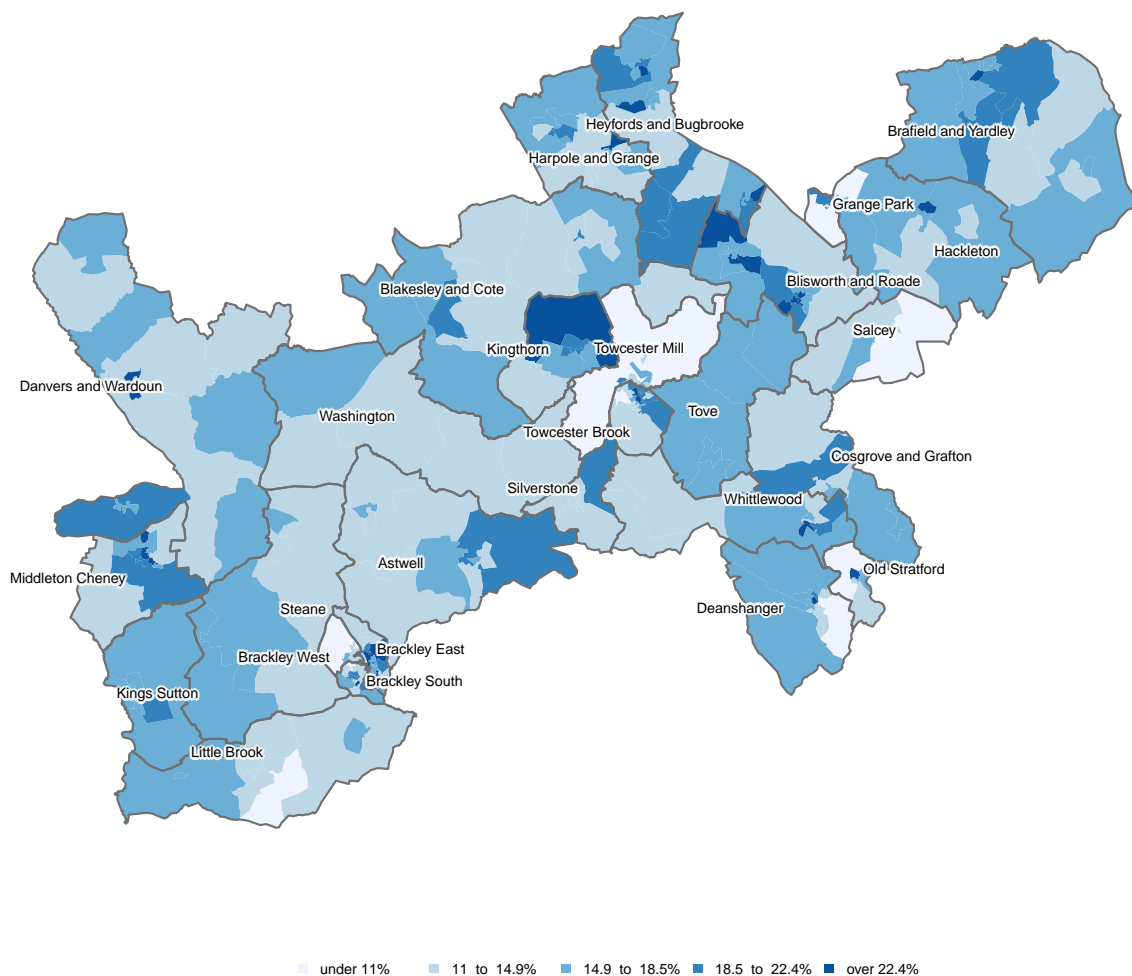 Heyfords and Bugbrooke
Brafield and Yardley
Harpole and Grange
Grange Park
Hackleton
Blisworth and Roade
Blakesley and Cote
Salcey
Kingthorn
Towcester Mill
Danvers and Wardoun
Washington
Tove
Towcester Brook
Cosgrove and Grafton
Silverstone
Whittlewood
Astwell
Old Stratford
Middleton Cheney
Steane
Deanshanger
Brackley East
Brackley West
Brackley South
Kings Sutton
Little Brook
under 11% 11 to 14.9% 14.9 to 18.5% 18.5 to 22.4% over 22.4%